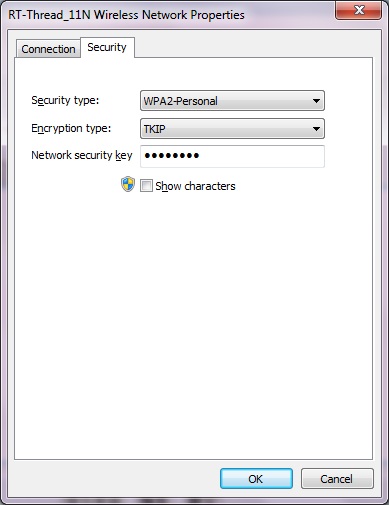 RT-Thread_11N Wireless Network Properties
Connection
Security
Security type:
WPA2-Personal
Encryption type:
TKIP
Network security key
••••••••
Show characters
OK
Cancel